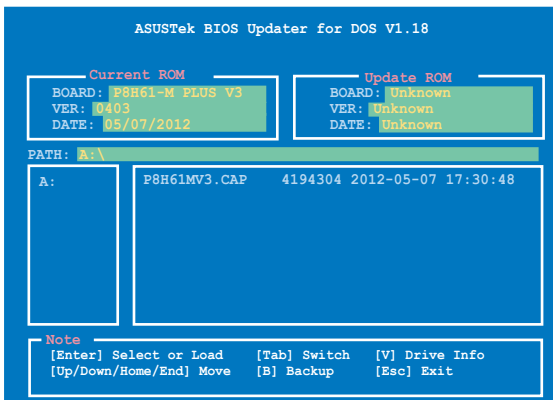 ASUSTek BIOS Updater for DOS V1.18
Current ROM
BOARD: P8H61-M PLUS V3
VER: 0403
DATE: 05/07/2012
Update ROM
BOARD: Unknown
VER: Unknown
DATE: Unknown
PATH: A:\
A:
P8H61MV3.CAP 4194304 2012-05-07 17:30:48
Note
[Enter] Select or Load [Tab] Switch [V] Drive Info
[Up/Down/Home/End] Move [B] Backup [Esc] Exit